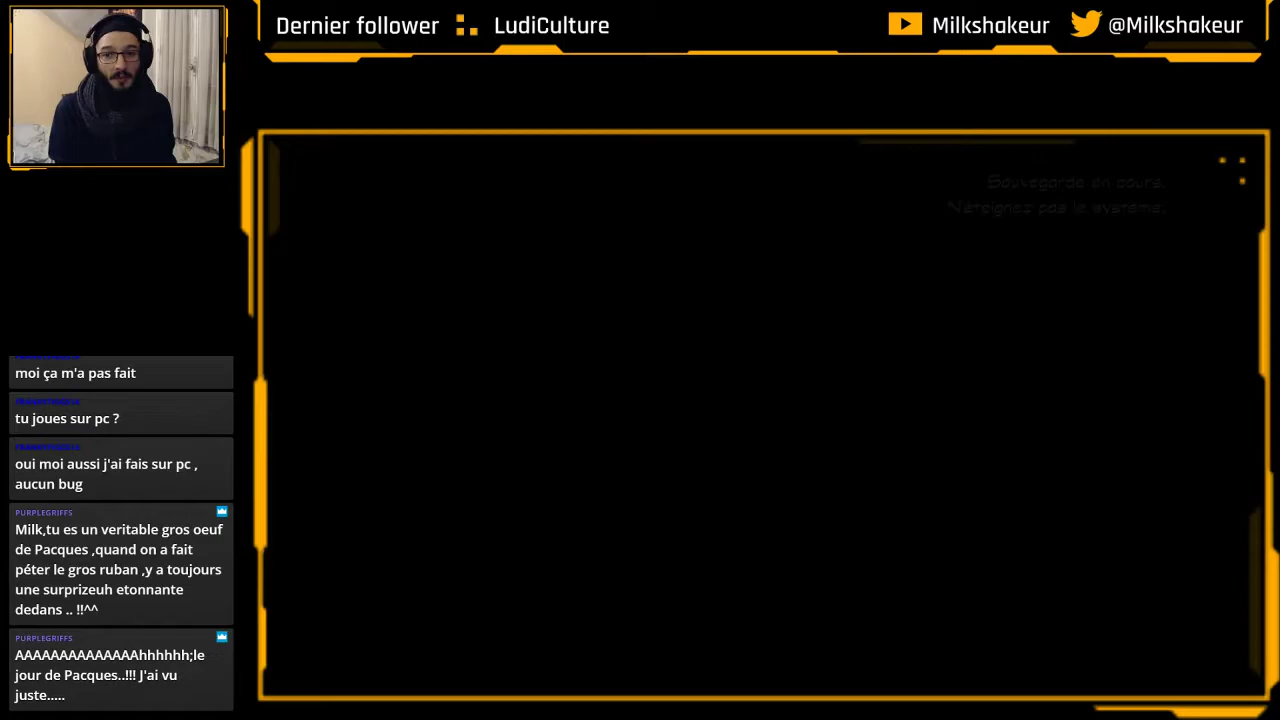 Dernier follower
LudiCulture
Milkshakeur
@Milkshakeur
Sauvegarde en cours.
N'éteignez pas le système.
moi ça m'a pas fait
tu joues sur pc ?
oui moi aussi j'ai fais sur pc ,
aucun bug
PURPLEGRIFFS
Milk,tu es un veritable gros oeuf
de Pacques ,quand on a fait
péter le gros ruban ,y a toujours
une surprizeuh etonnante
dedans .. !!^^
PURPLEGRIFFS
AAAAAAAAAAAAAAhhhhhh;le
jour de Pacques..!!! J'ai vu
juste.....